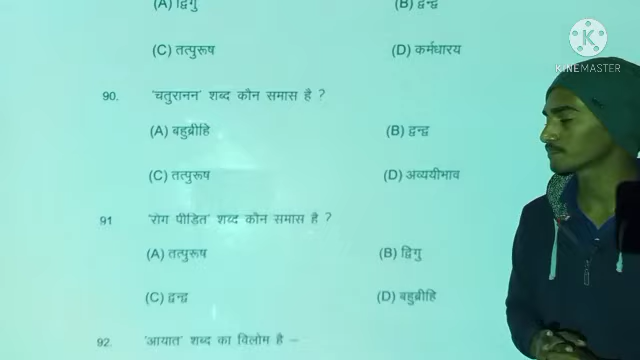 (A) द्विगु (B) द्वन्द्व
(C) तत्पुरूष (D) कर्मधारय
KINEMASTER
90. 'चतुरानन' शब्द कौन समास है ?
(A) बहुब्रीहि (B) द्वन्द्व
(C) तत्पुरूष (D) अव्ययीभाव
91 'रोग पीड़ित' शब्द कौन समास है ?
(A) तत्पुरूष (B) द्विगु
(C) द्वन्द्व (D) बहुब्रीहि
92. 'आयात' शब्द का विलोम है –